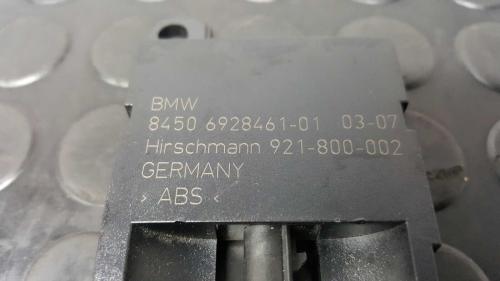 BMW
8450 6928461-01 03-07
Hirschmann 921-800-002
GERMANY
› ABS ‹